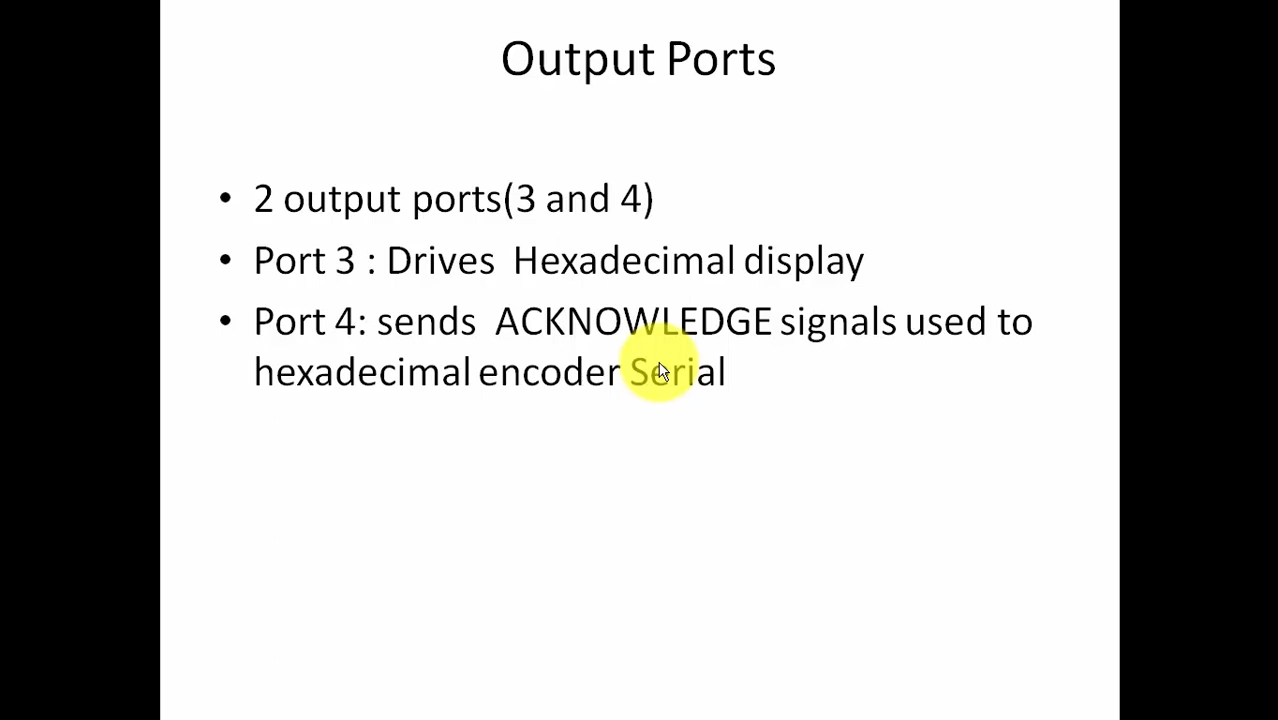 Output Ports
• 2 output ports(3 and 4)
• Port 3 : Drives Hexadecimal display
• Port 4: sends ACKNOWLEDGE signals used to
hexadecimal encoder Serial